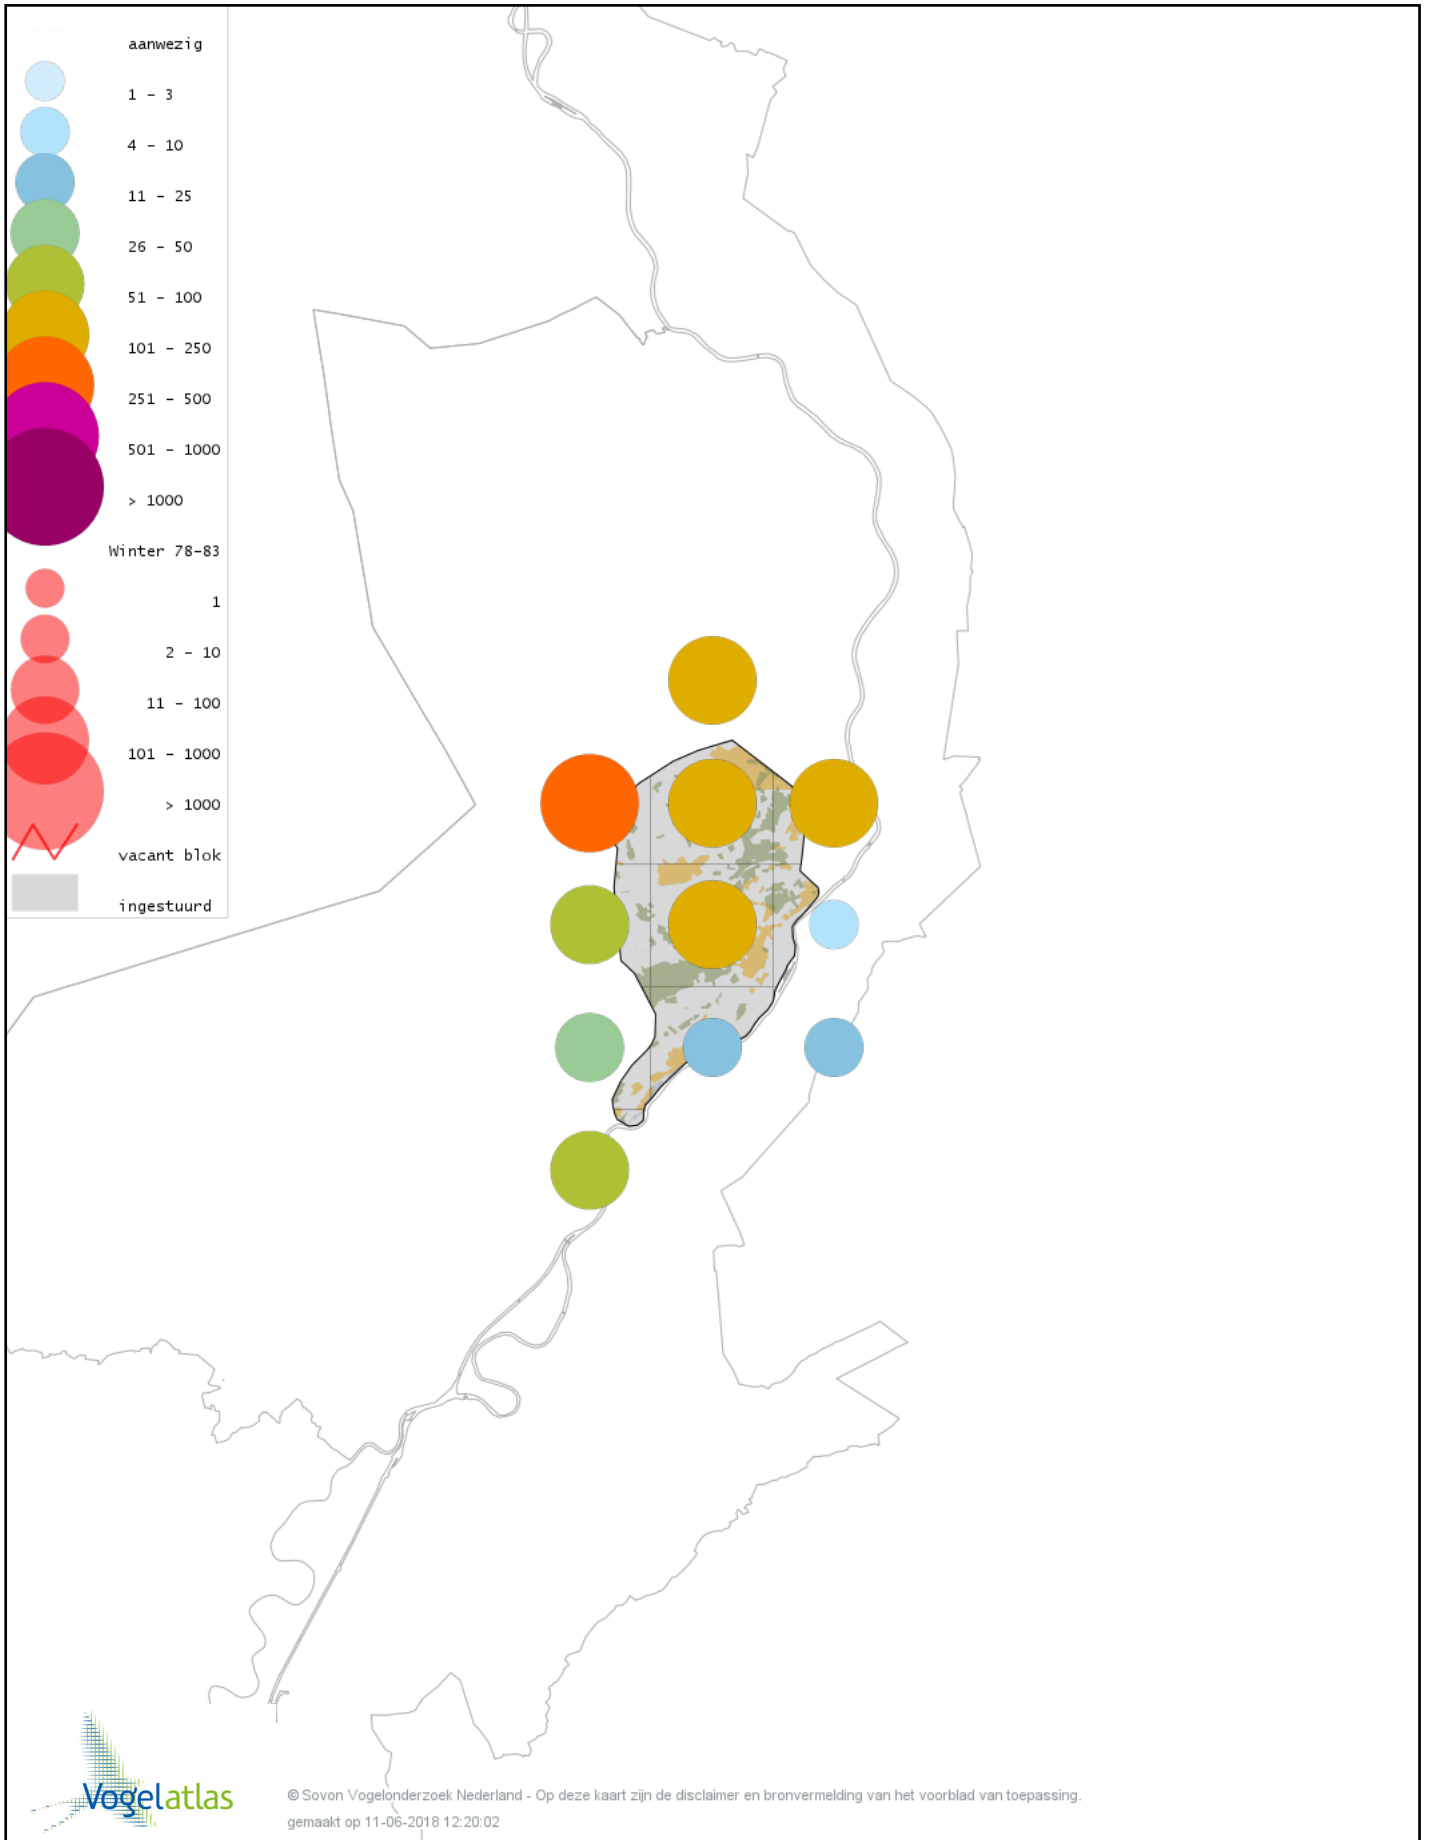 aanwezig
1 - 3
4 - 10
11 - 25
26 - 50
51 - 100
101 - 250
251 - 500
501 - 1000
> 1000
Winter 78-83
1
2 - 10
11 - 100
101 - 1000
> 1000
vacant blok
ingestuurd
Vogelatlas
© Sovon Vogelonderzoek Nederland - Op deze kaart zijn de disclaimer en bronvermelding van het voorblad van toepassing.
gemaakt op 11-06-2018 12:20:02